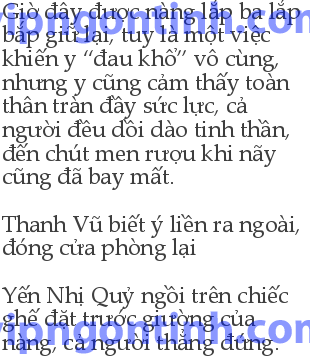 Giờ đây được nàng lắp ba lắp
bắp giữ lại, tuy là một việc
khiến y “đau khổ” vô cùng,
nhưng y cũng cảm thấy toàn
thân tràn đầy sức lực, cả
người đều dồi dào tinh thần,
đến chút men rượu khi nãy
cũng đã bay mất.
Thanh Vũ biết ý liền ra ngoài,
đóng cửa phòng lại
Yến Nhị Quỷ ngồi trên chiếc
ghế đặt trước giường của
nàng, cả người thẳng đứng.